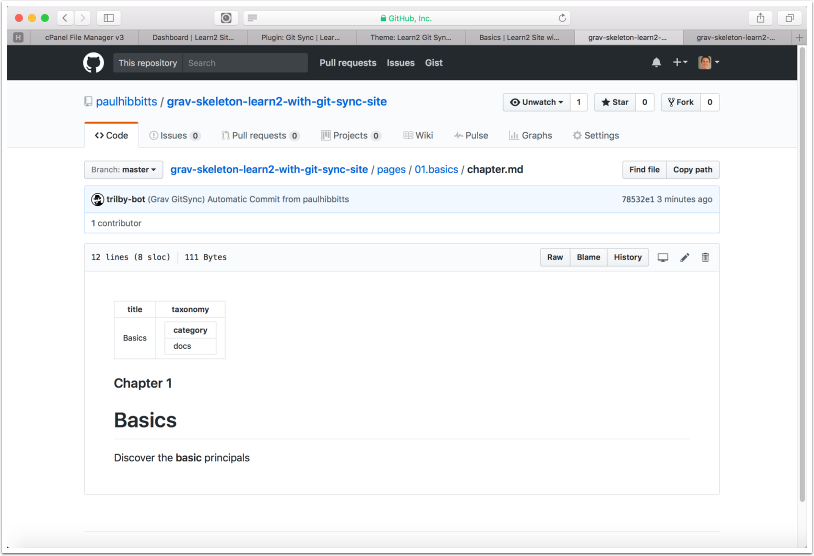 GitHub, Inc.
H cPanel File Manager v3 Dashboard | Learn2 Sit... Plugin: Git Sync | Lear... Theme: Learn2 Git Syn... Basics | Learn2 Site wi... grav-skeleton-learn2-... grav-skeleton-learn2-...
This repository Search Pull requests Issues Gist
paulhibbitts / grav-skeleton-learn2-with-git-sync-site Unwatch 1 Star 0 Fork 0
Code Issues 0 Pull requests 0 Projects 0 Wiki Pulse Graphs Settings
Branch: master grav-skeleton-learn2-with-git-sync-site / pages / 01.basics / chapter.md Find file Copy path
trilby-bot (Grav GitSync) Automatic Commit from paulhibbitts 78532e1 3 minutes ago
1 contributor
12 lines (8 sloc) 111 Bytes Raw Blame History
title taxonomy
category
Basics
docs
Chapter 1
Basics
Discover the basic principals